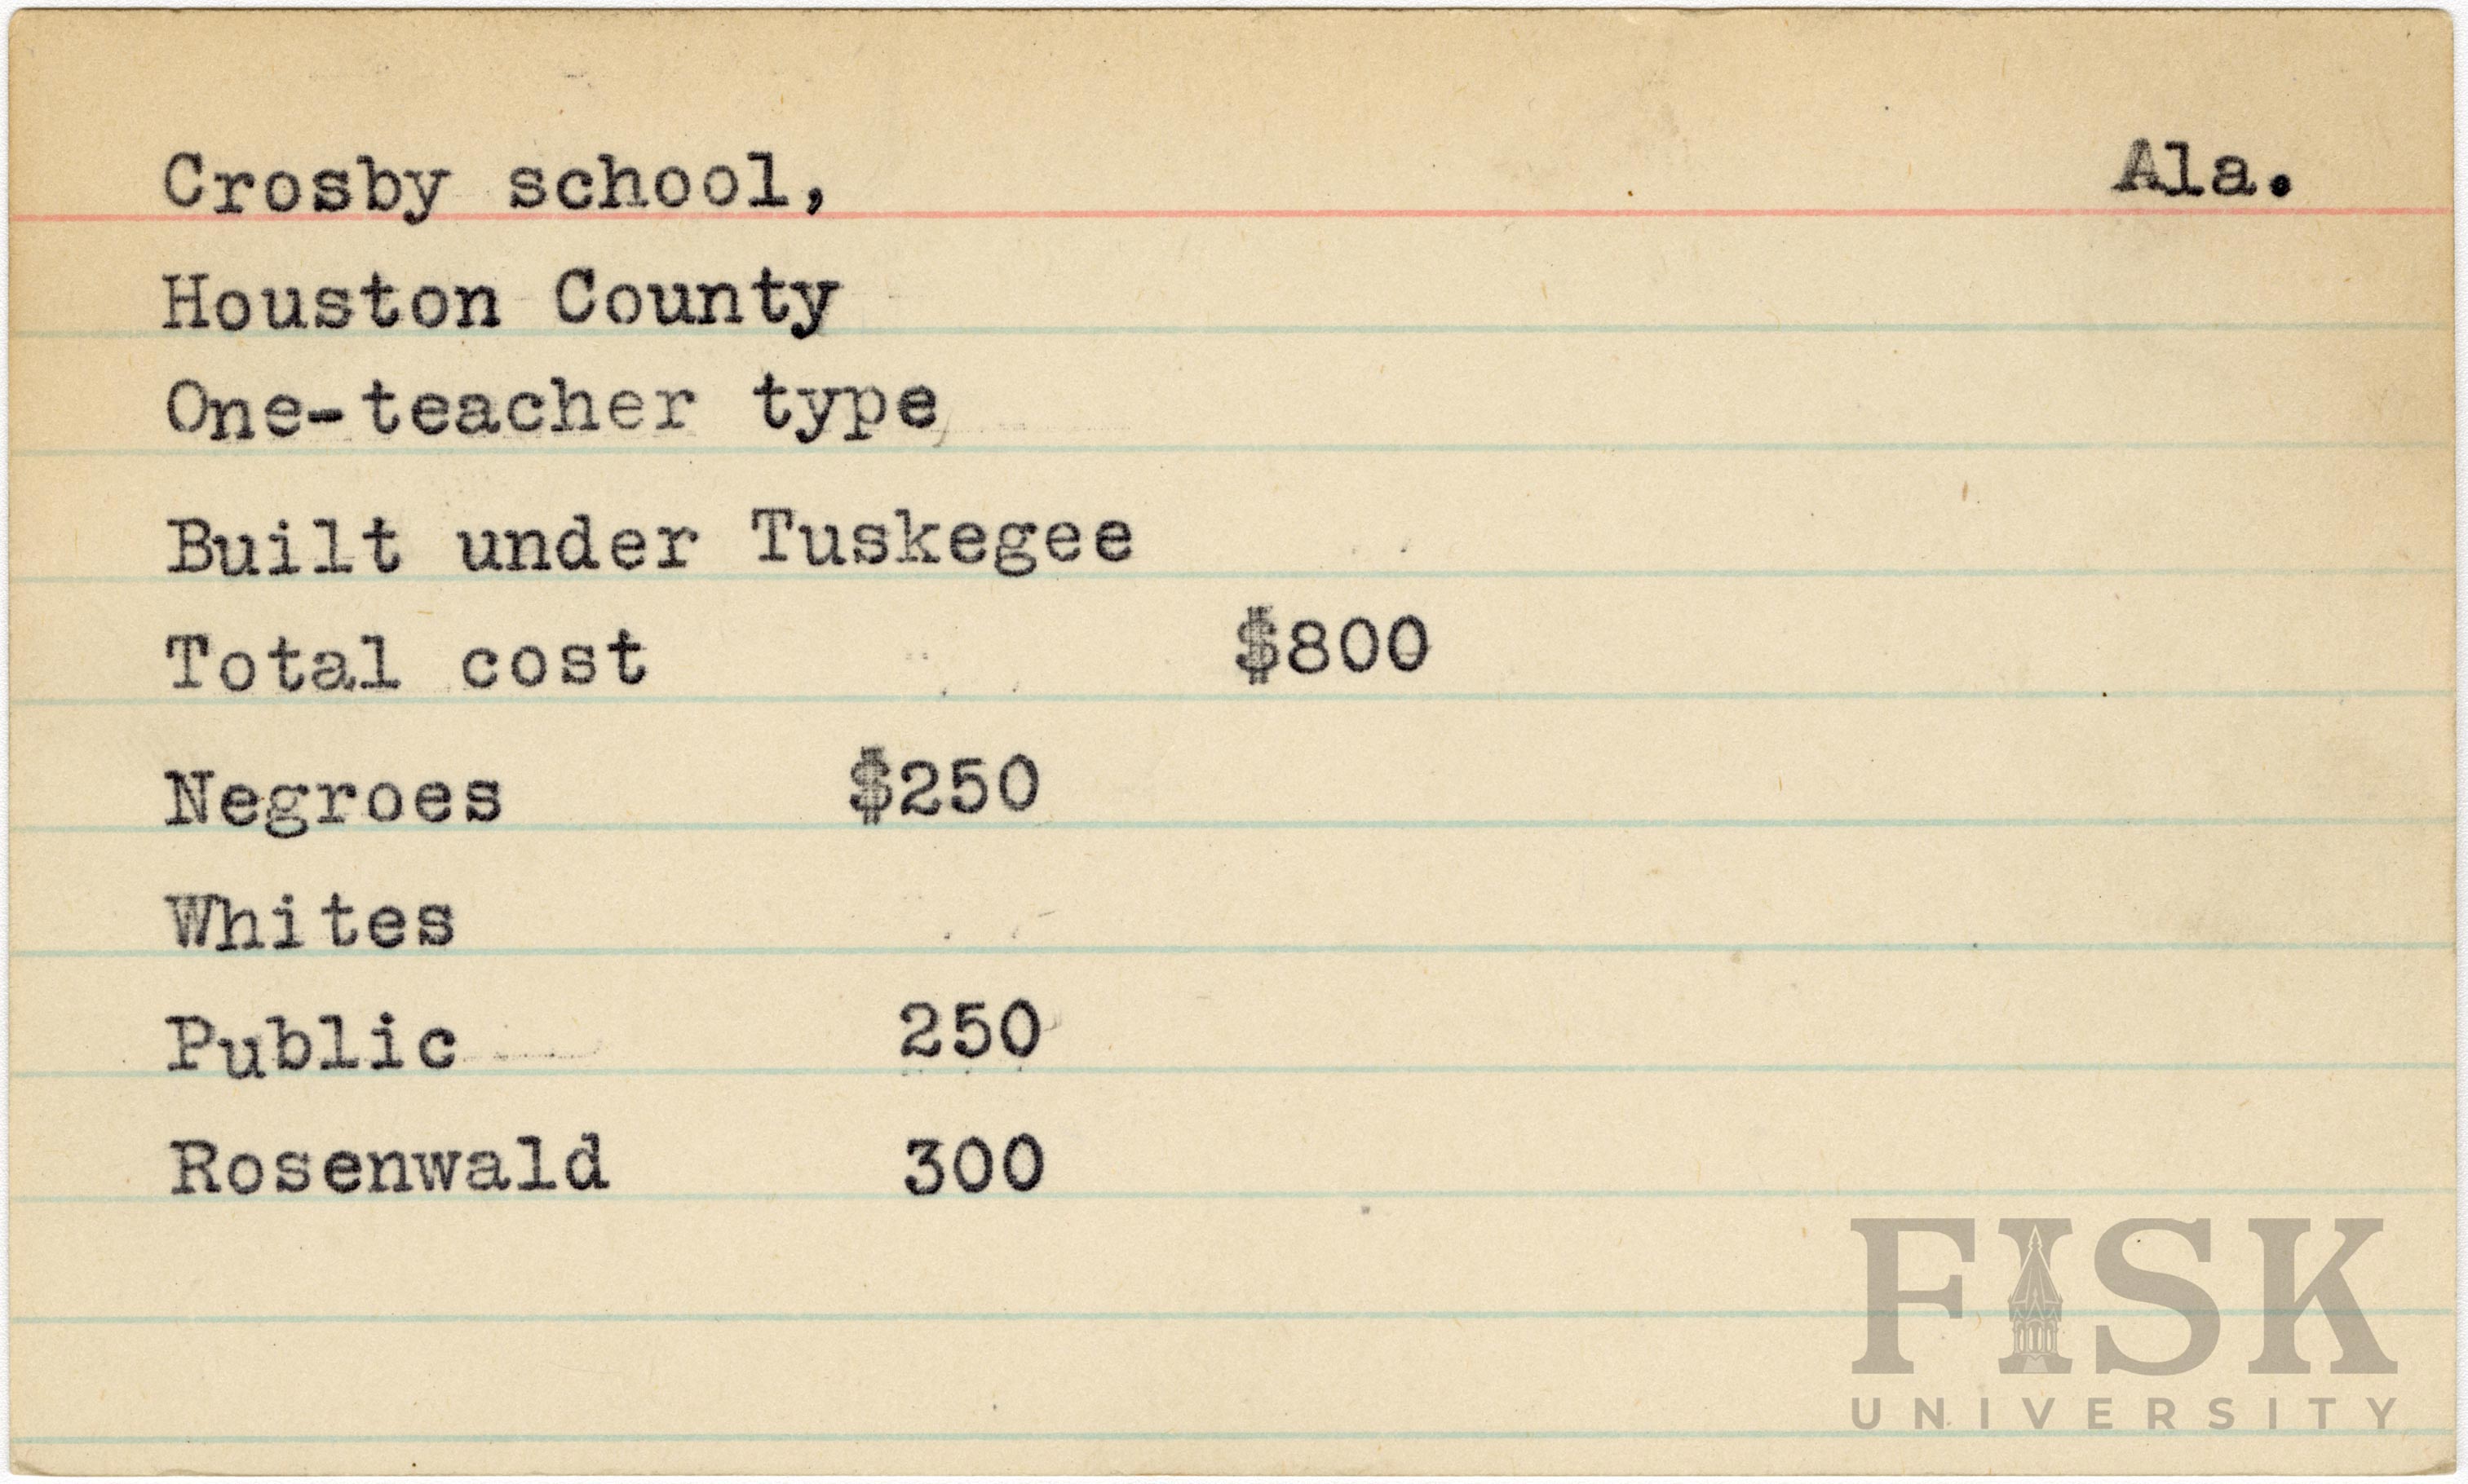 Crosby school, Ala.
Houston County
One-teacher type
Built under Tuskegee
Total cost $800
Negroes $250
Whites
Public 250
Rosenwald 300
FISK
UNIVERSITY